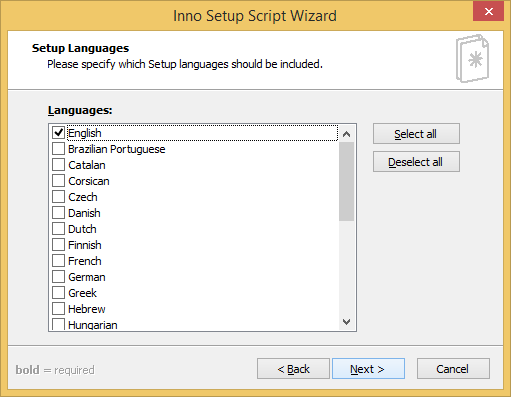 Inno Setup Script Wizard
Setup Languages
Please specify which Setup languages should be included.
Languages:
English
Brazilian Portuguese
Catalan
Corsican
Czech
Danish
Dutch
Finnish
French
German
Greek
Hebrew
Hungarian
Select all
Deselect all
bold = required
< Back
Next >
Cancel